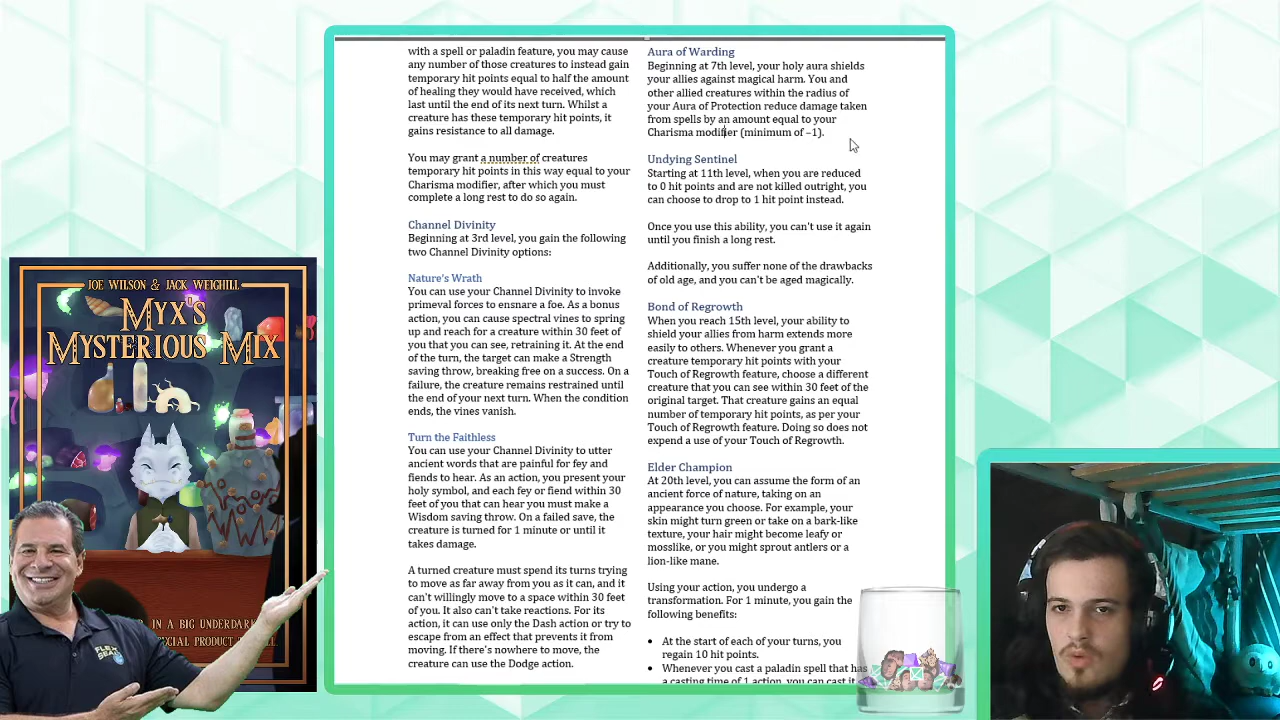 with a spell or paladin feature, you may cause
any number of those creatures to instead gain
temporary hit points equal to half the amount
of healing they would have received, which
last until the end of its next turn. Whilst a
creature has these temporary hit points, it
gains resistance to all damage.
You may grant a number of creatures
temporary hit points in this way equal to your
Charisma modifier, after which you must
complete a long rest to do so again.
Channel Divinity
Beginning at 3rd level, you gain the following
two Channel Divinity options:
Nature's Wrath
You can use your Channel Divinity to invoke
primeval forces to ensnare a foe. As a bonus
action, you can cause spectral vines to spring
up and reach for a creature within 30 feet of
you that you can see, retraining it. At the end
of the turn, the target can make a Strength
saving throw, breaking free on a success. On a
failure, the creature remains restrained until
the end of your next turn. When the condition
ends, the vines vanish.
Turn the Faithless
You can use your Channel Divinity to utter
ancient words that are painful for fey and
fiends to hear. As an action, you present your
holy symbol, and each fey or fiend within 30
feet of you that can hear you must make a
Wisdom saving throw. On a failed save, the
creature is turned for 1 minute or until it
takes damage.
A turned creature must spend its turns trying
to move as far away from you as it can, and it
can't willingly move to a space within 30 feet
of you. It also can't take reactions. For its
action, it can use only the Dash action or try to
escape from an effect that prevents it from
moving. If there's nowhere to move, the
creature can use the Dodge action.
Aura of Warding
Beginning at 7th level, your holy aura shields
your allies against magical harm. You and
other allied creatures within the radius of
your Aura of Protection reduce damage taken
from spells by an amount equal to your
Charisma modifier (minimum of –1).
Undying Sentinel
Starting at 11th level, when you are reduced
to 0 hit points and are not killed outright, you
can choose to drop to 1 hit point instead.
Once you use this ability, you can't use it again
until you finish a long rest.
Additionally, you suffer none of the drawbacks
of old age, and you can't be aged magically.
Bond of Regrowth
When you reach 15th level, your ability to
shield your allies from harm extends more
easily to others. Whenever you grant a
creature temporary hit points with your
Touch of Regrowth feature, choose a different
creature that you can see within 30 feet of the
original target. That creature gains an equal
number of temporary hit points, as per your
Touch of Regrowth feature. Doing so does not
expend a use of your Touch of Regrowth.
Elder Champion
At 20th level, you can assume the form of an
ancient force of nature, taking on an
appearance you choose. For example, your
skin might turn green or take on a bark-like
texture, your hair might become leafy or
mosslike, or you might sprout antlers or a
lion-like mane.
Using your action, you undergo a
transformation. For 1 minute, you gain the
following benefits:
• At the start of each of your turns, you
regain 10 hit points.
• Whenever you cast a paladin spell that has
a casting time of 1 action, you can cast it
JOE WILSON & JACK WEIGHILL
MYX'S
MYSTERIOUS MIX
IN A BIG UNDERDARK
PRODUCT
FLEX
SEAL